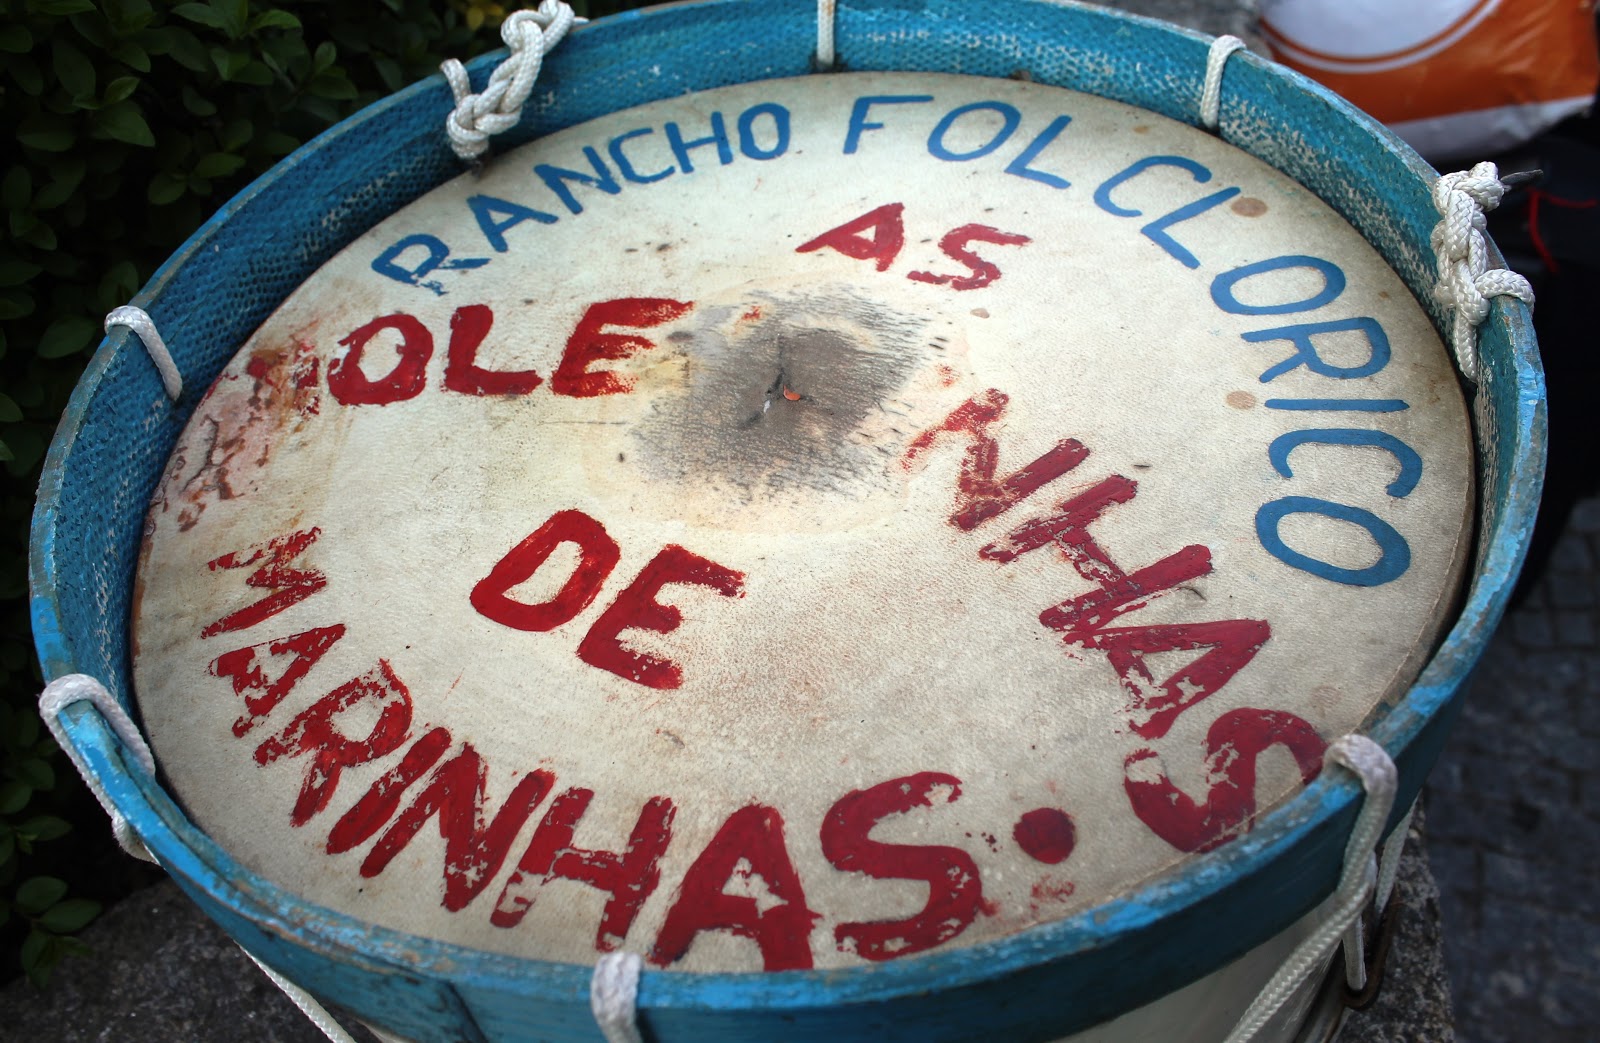 RANCHO FOLCLORICO
AS
OLE NHAS
DE
MARINHAS.